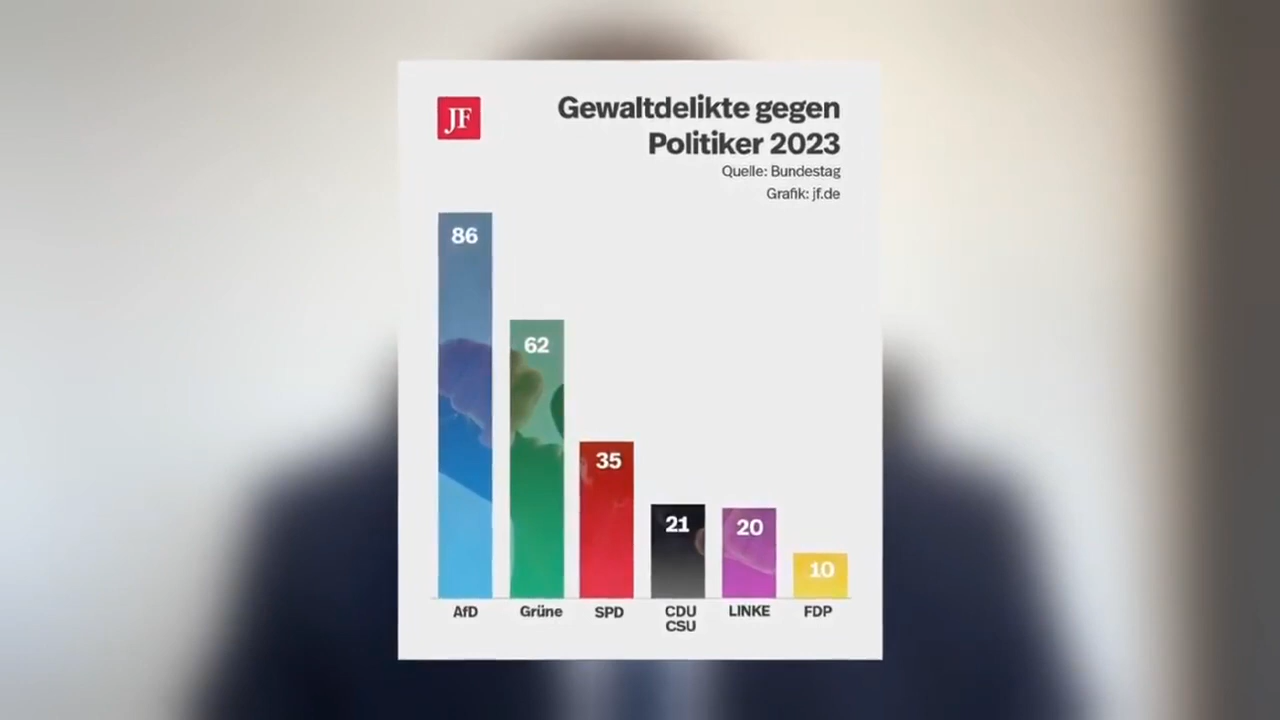 JF
Gewaltdelikte gegen
Politiker 2023
Quelle: Bundestag
Grafik: jf.de
86
62
35
21
20
10
AfD
Grüne
SPD
CDU
CSU
LINKE
FDP